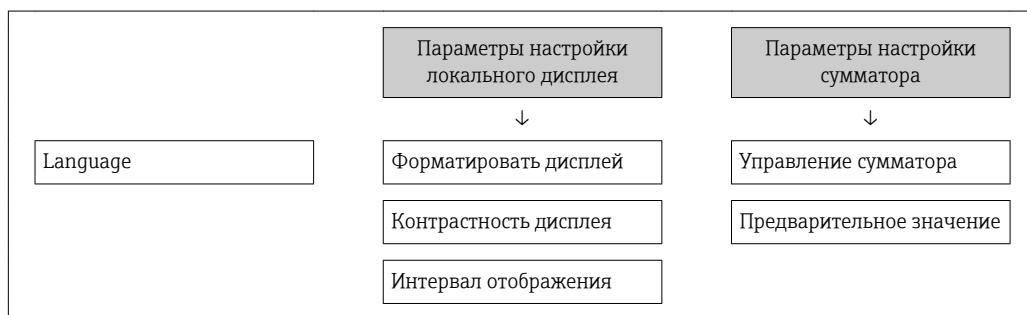 Параметры настройки
локального дисплея
Параметры настройки
сумматора
↓
↓
Language
Форматировать дисплей
Управление сумматора
Контрастность дисплея
Предварительное значение
Интервал отображения